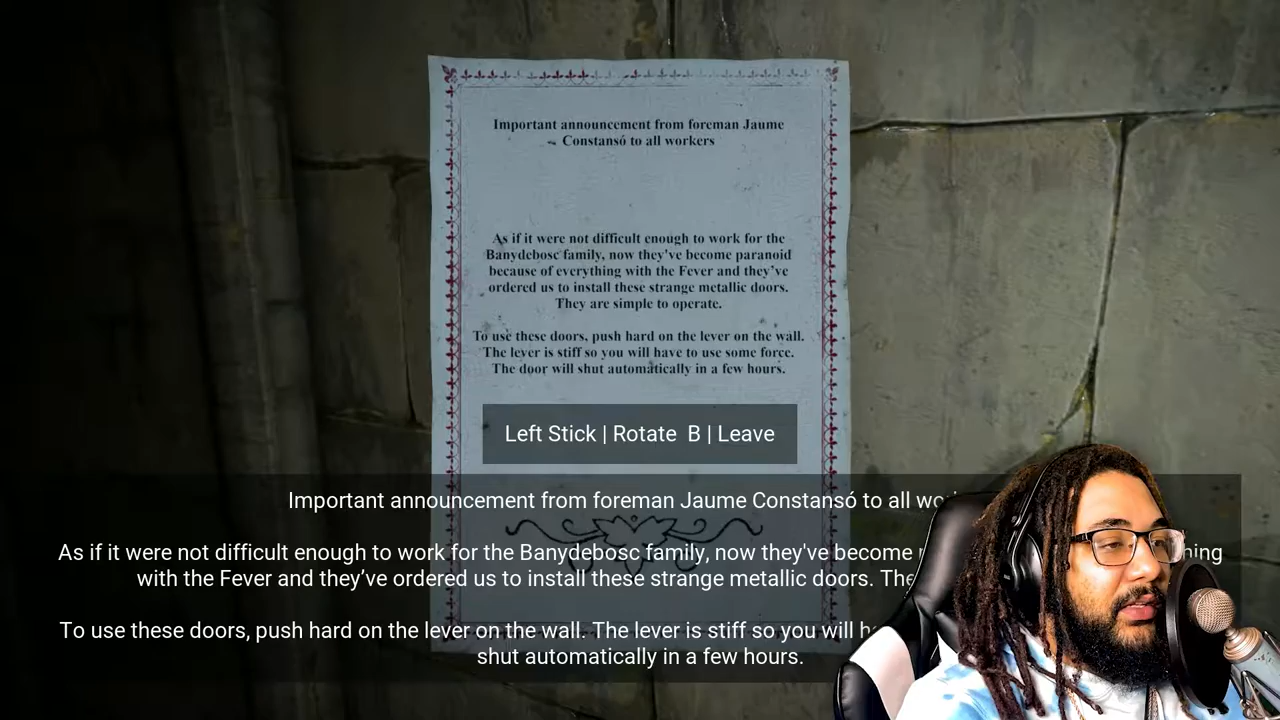 Important announcement from foreman Jaume
Constansó to all workers
As if it were not difficult enough to work for the
Banydebosc family, now they've become paranoid
because of everything with the Fever and they've
ordered us to install these strange metallic doors.
They are simple to operate.
To use these doors, push hard on the lever on the wall.
The lever is stiff so you will have to use some force.
The door will shut automatically in a few hours.
Left Stick | Rotate B | Leave
Important announcement from foreman Jaume Constansó to all
As if it were not difficult enough to work for the Banydebosc family, now they've become
with the Fever and they’ve ordered us to install these strange metallic doors.
To use these doors, push hard on the lever on the wall. The lever is stiff so you will
shut automatically in a few hours.